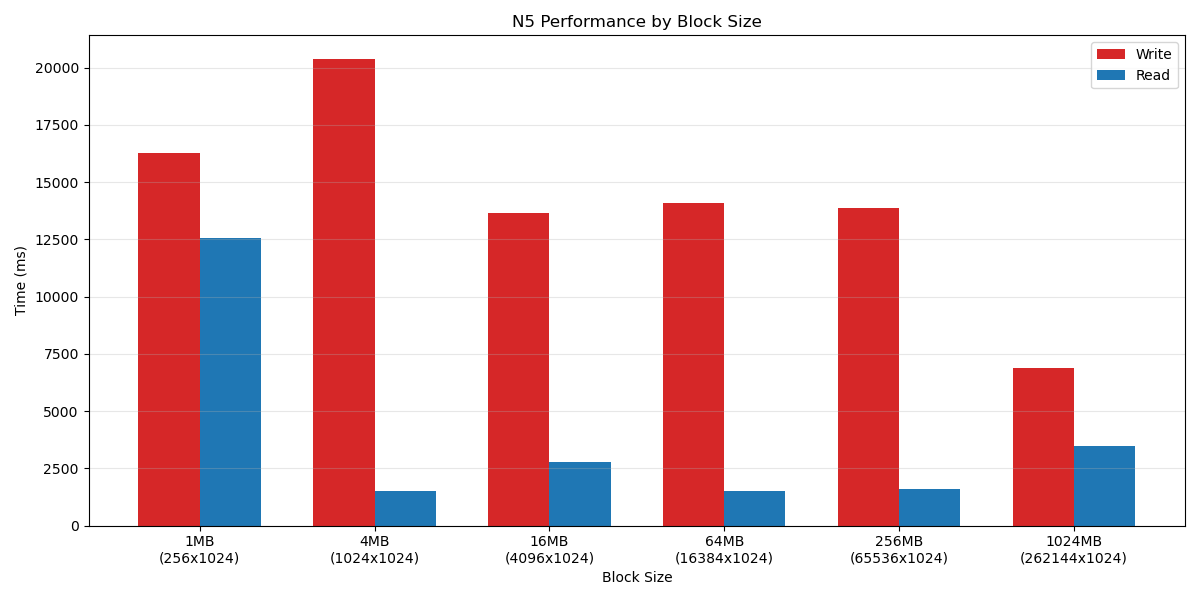 N5 Performance by Block Size
Write
Read
Time (ms)
20000
17500
15000
12500
10000
7500
5000
2500
0
1MB
(256x1024)
4MB
(1024x1024)
16MB
(4096x1024)
64MB
(16384x1024)
256MB
(65536x1024)
1024MB
(262144x1024)
Block Size